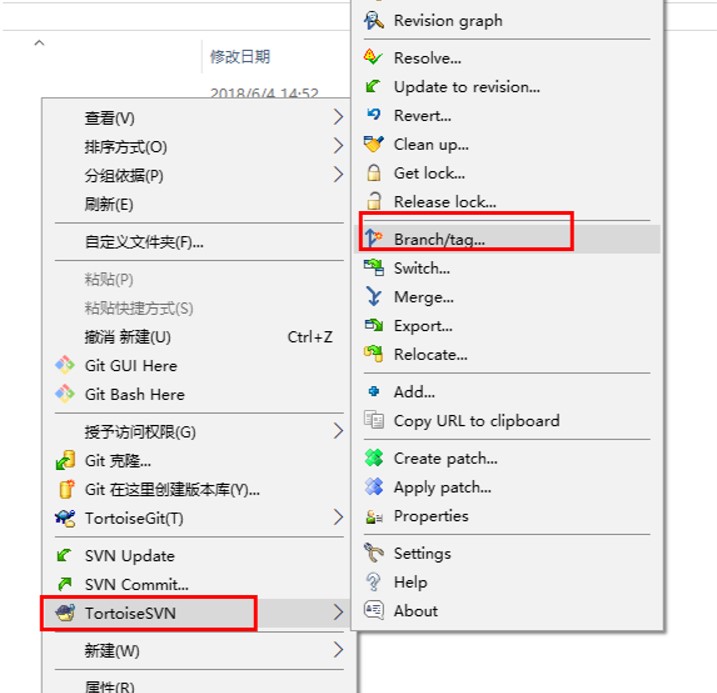 修改日期
2018/6/4 14:52
查看(V)
排序方式(O)
分组依据(P)
刷新(E)
自定义文件夹(F)...
粘贴(P)
粘贴快捷方式(S)
撤消 新建(U) Ctrl+Z
Git GUI Here
Git Bash Here
授予访问权限(G)
Git 克隆...
Git 在这里创建版本库(Y)...
TortoiseGit(T)
SVN Update
SVN Commit...
TortoiseSVN
新建(W)
属性(R)
Revision graph
Resolve...
Update to revision...
Revert...
Clean up...
Get lock...
Release lock...
Branch/tag...
Switch...
Merge...
Export...
Relocate...
Add...
Copy URL to clipboard
Create patch...
Apply patch...
Properties
Settings
Help
About